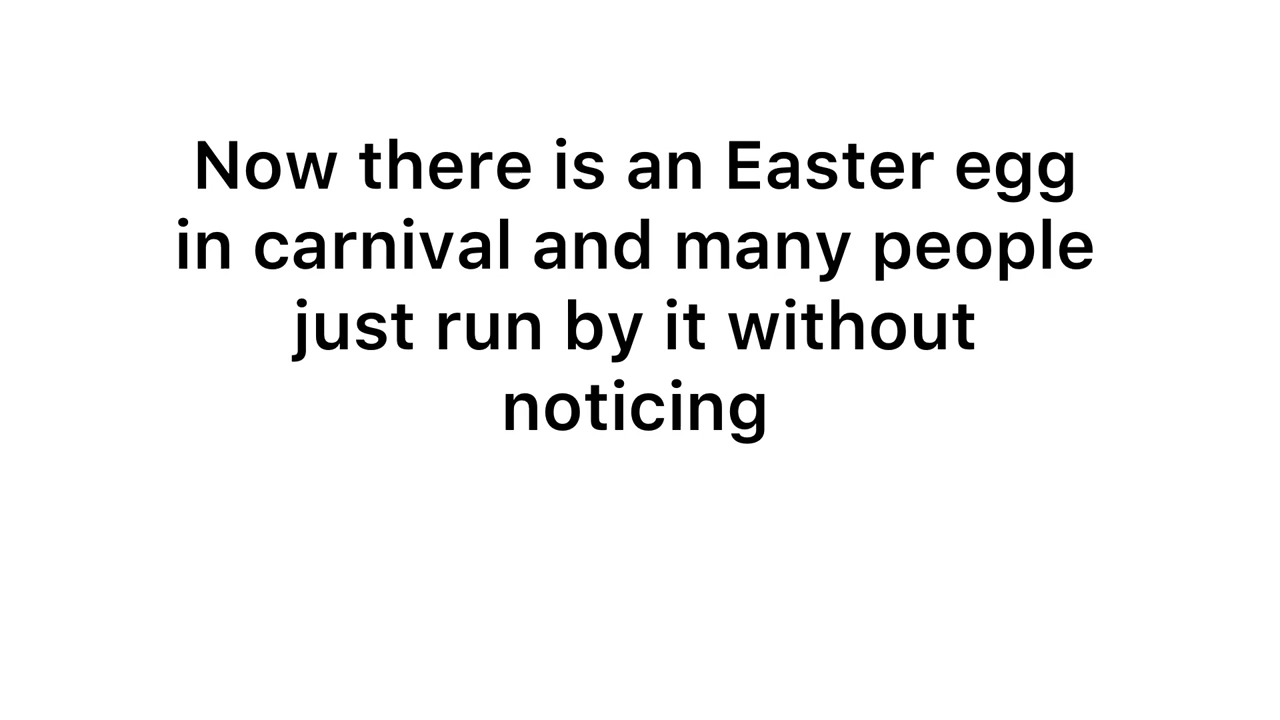 Now there is an Easter egg
in carnival and many people
just run by it without
noticing